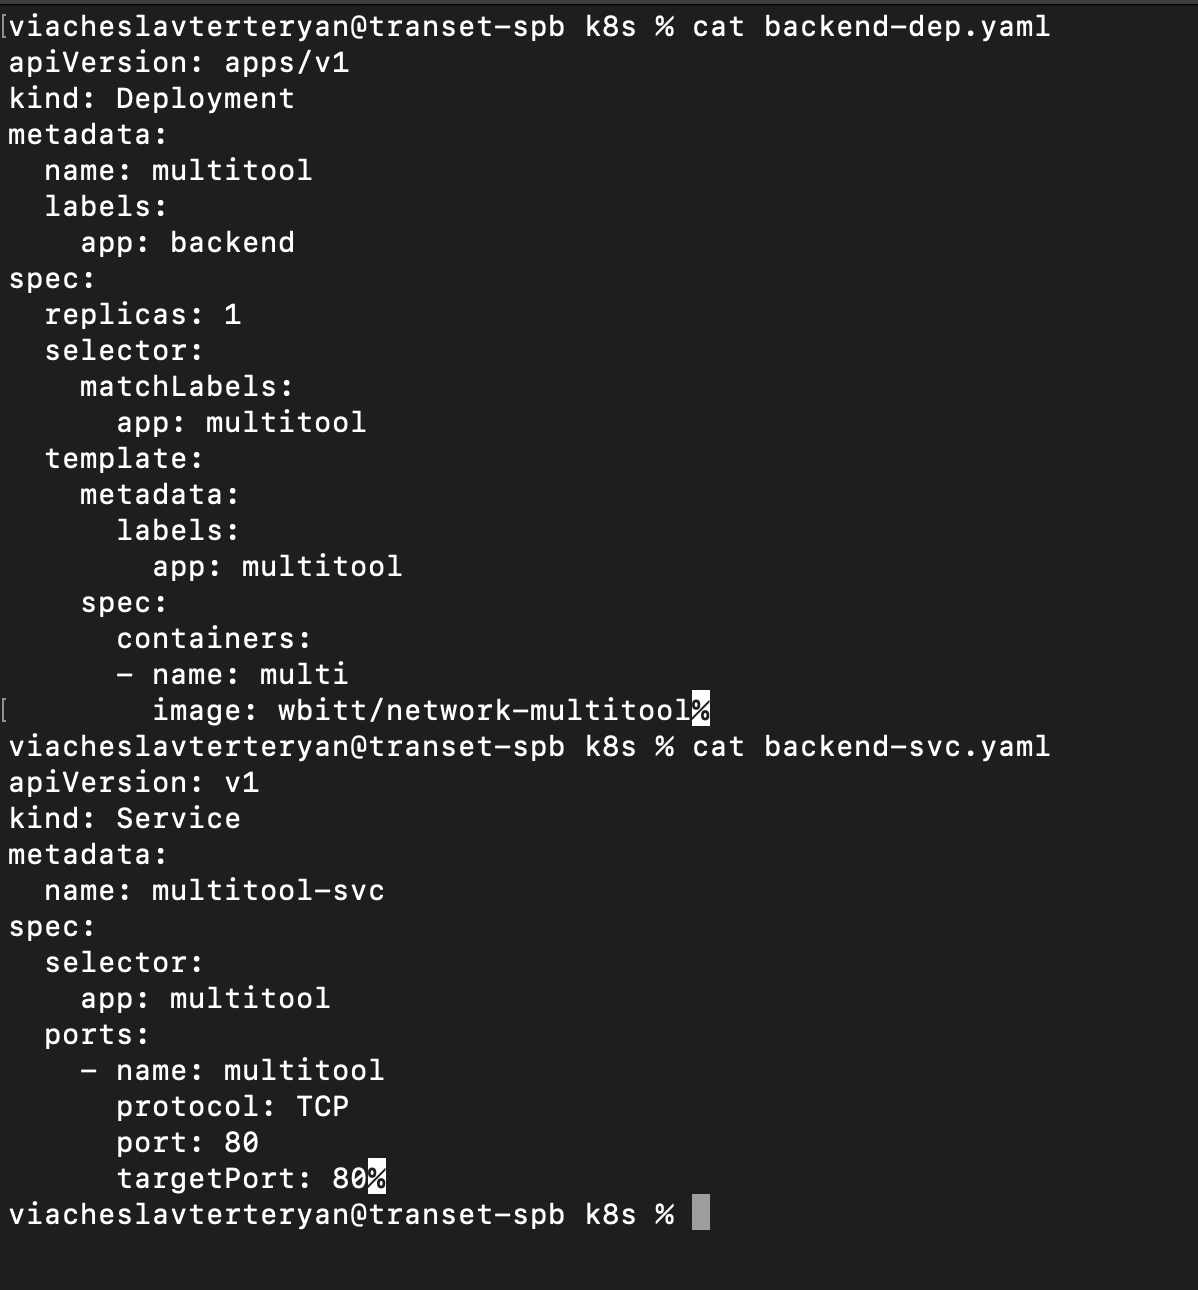 [viacheslavterteryan@transet-spb k8s % cat backend-dep.yaml
apiVersion: apps/v1
kind: Deployment
metadata:
  name: multitool
  labels:
    app: backend
spec:
  replicas: 1
  selector:
    matchLabels:
      app: multitool
  template:
    metadata:
      labels:
        app: multitool
    spec:
      containers:
      - name: multi
[        image: wbitt/network-multitool%
viacheslavterteryan@transet-spb k8s % cat backend-svc.yaml
apiVersion: v1
kind: Service
metadata:
  name: multitool-svc
spec:
  selector:
    app: multitool
  ports:
    - name: multitool
      protocol: TCP
      port: 80
      targetPort: 80%
viacheslavterteryan@transet-spb k8s %